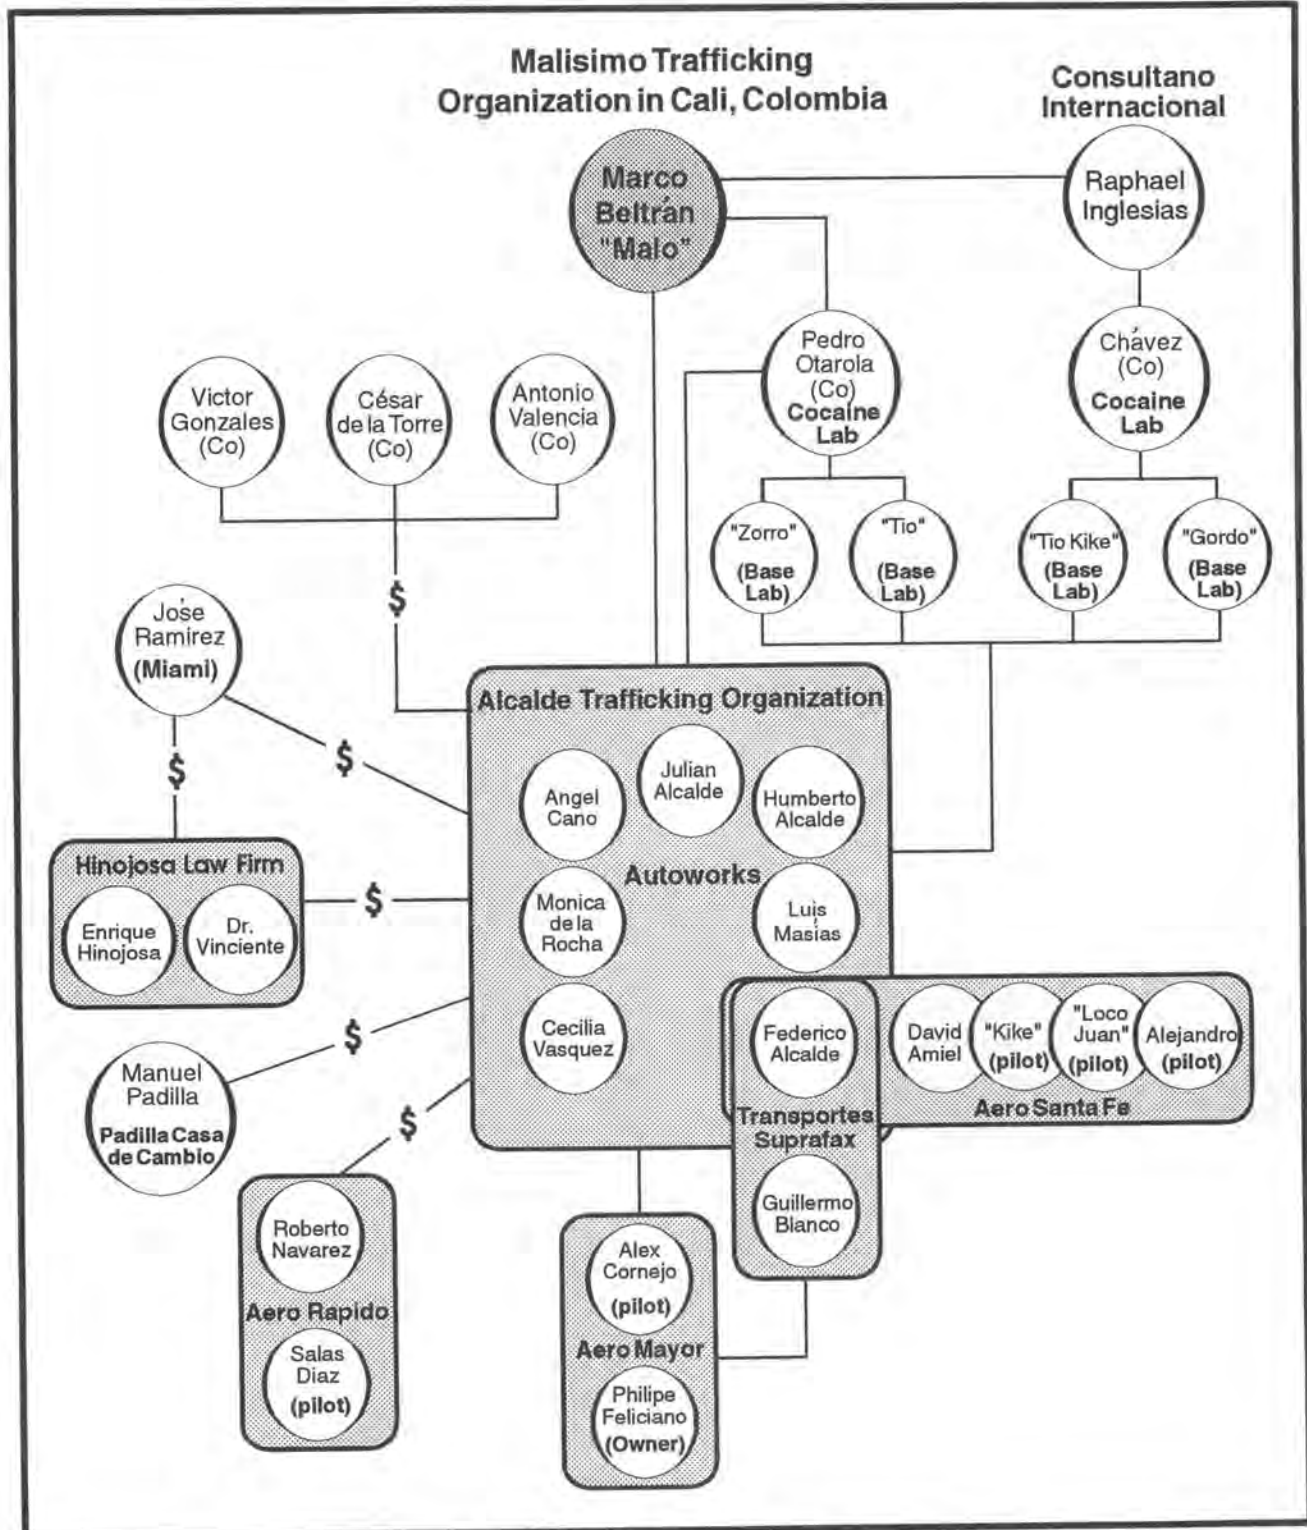 Malisimo Trafficking
Organization in Cali, Colombia
Consultano
Internacional
Marco
Beltrán
"Malo"
Raphael
Inglesias
Victor
Gonzales
(Co)
César
de la Torre
(Co)
Antonio
Valencia
(Co)
Pedro
Otarola
(Co)
Cocaine
Lab
Chávez
(Co)
Cocaine
Lab
"Zorro"
(Base
Lab)
"Tio"
(Base
Lab)
"Tio Kike"
(Base
Lab)
"Gordo"
(Base
Lab)
$
José
Ramirez
(Miami)
$
$
Alcalde Trafficking Organization
Angel
Cano
Julian
Alcalde
Humberto
Alcalde
Autoworks
Monica
de la
Rocha
Luis
Masías
Cecilia
Vasquez
Hinojosa Law Firm
Enrique
Hinojosa
Dr.
Vinciente
$
Federico
Alcalde
Transportes
Suprafax
Guillermo
Blanco
David
Amiel
"Kike"
(pilot)
"Loco
Juan"
(pilot)
Alejandro
(pilot)
Aero Santa Fe
$
Manuel
Padilla
Padilla Casa
de Cambio
$
Roberto
Navarez
Aero Rapido
Salas
Diaz
(pilot)
Alex
Cornejo
(pilot)
Aero Mayor
Philipe
Feliciano
(Owner)